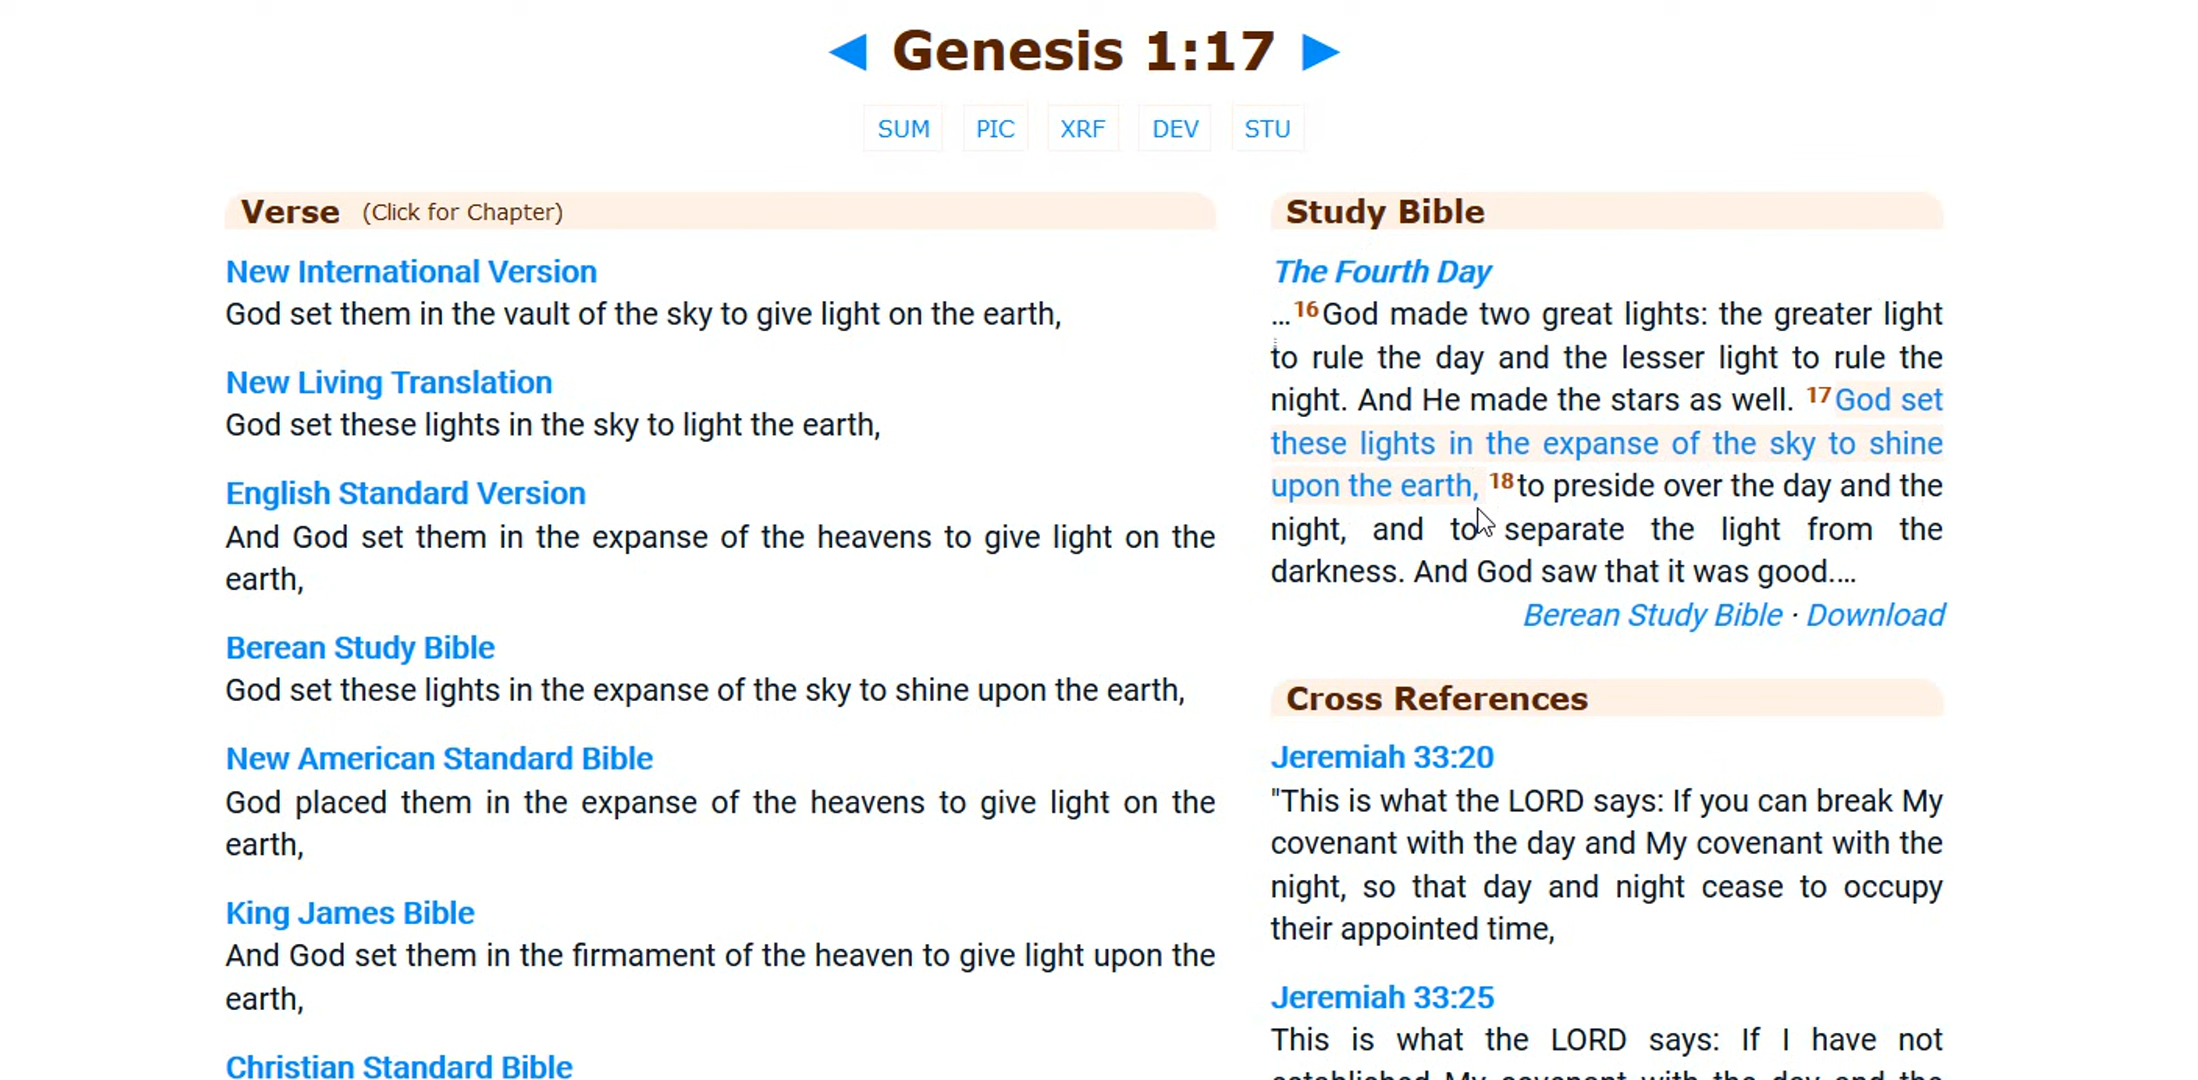 Genesis 1:17
SUM PIC XRF DEV STU
Verse (Click for Chapter)
New International Version
God set them in the vault of the sky to give light on the earth,
New Living Translation
God set these lights in the sky to light the earth,
English Standard Version
And God set them in the expanse of the heavens to give light on the
earth,
Berean Study Bible
God set these lights in the expanse of the sky to shine upon the earth,
New American Standard Bible
God placed them in the expanse of the heavens to give light on the
earth,
King James Bible
And God set them in the firmament of the heaven to give light upon the
earth,
Christian Standard Bible
Study Bible
The Fourth Day
…16God made two great lights: the greater light
to rule the day and the lesser light to rule the
night. And He made the stars as well. 17God set
these lights in the expanse of the sky to shine
upon the earth, 18to preside over the day and the
night, and to separate the light from the
darkness. And God saw that it was good.…
Berean Study Bible · Download
Cross References
Jeremiah 33:20
"This is what the LORD says: If you can break My
covenant with the day and My covenant with the
night, so that day and night cease to occupy
their appointed time,
Jeremiah 33:25
This is what the LORD says: If I have not
established My covenant with the day and the